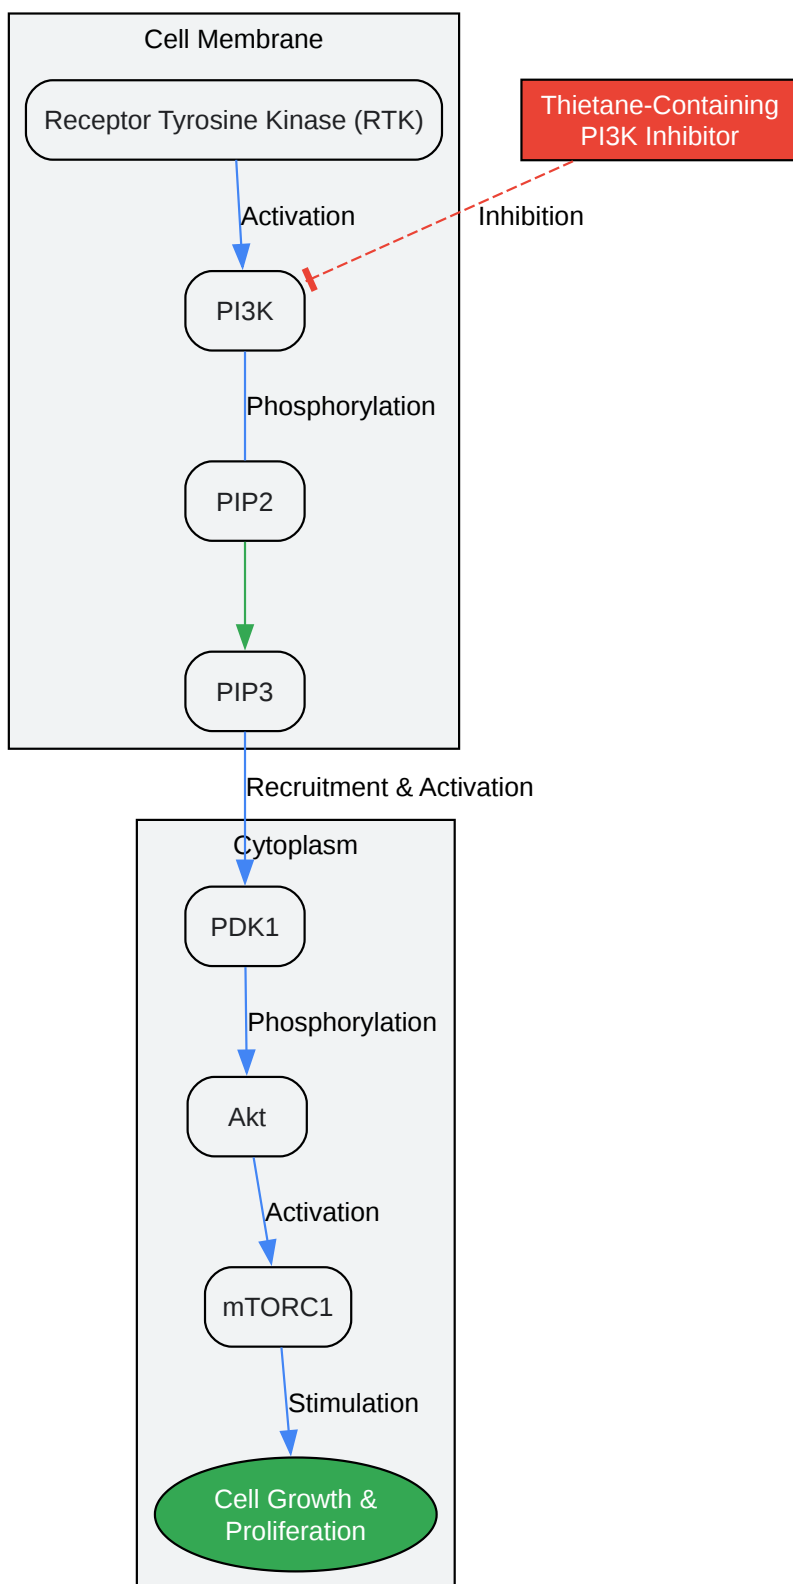 Cell Membrane
Receptor Tyrosine Kinase (RTK)
Thietane-Containing
PI3K Inhibitor
Activation
Inhibition
PI3K
Phosphorylation
PIP2
PIP3
Recruitment & Activation
Cytoplasm
PDK1
Phosphorylation
Akt
Activation
mTORC1
Stimulation
Cell Growth &
Proliferation